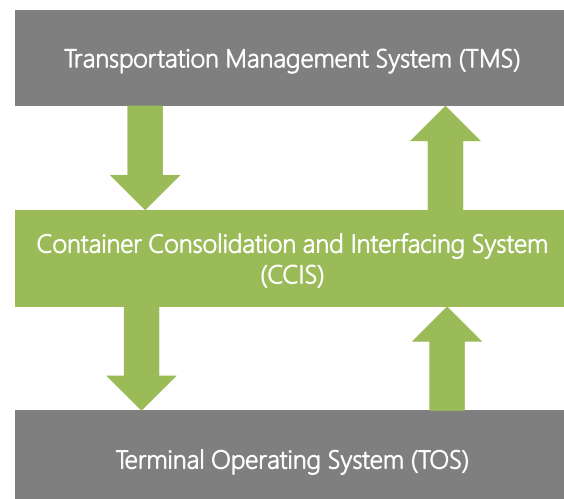 Transportation Management System (TMS)
Container Consolidation and Interfacing System
(CCIS)
Terminal Operating System (TOS)